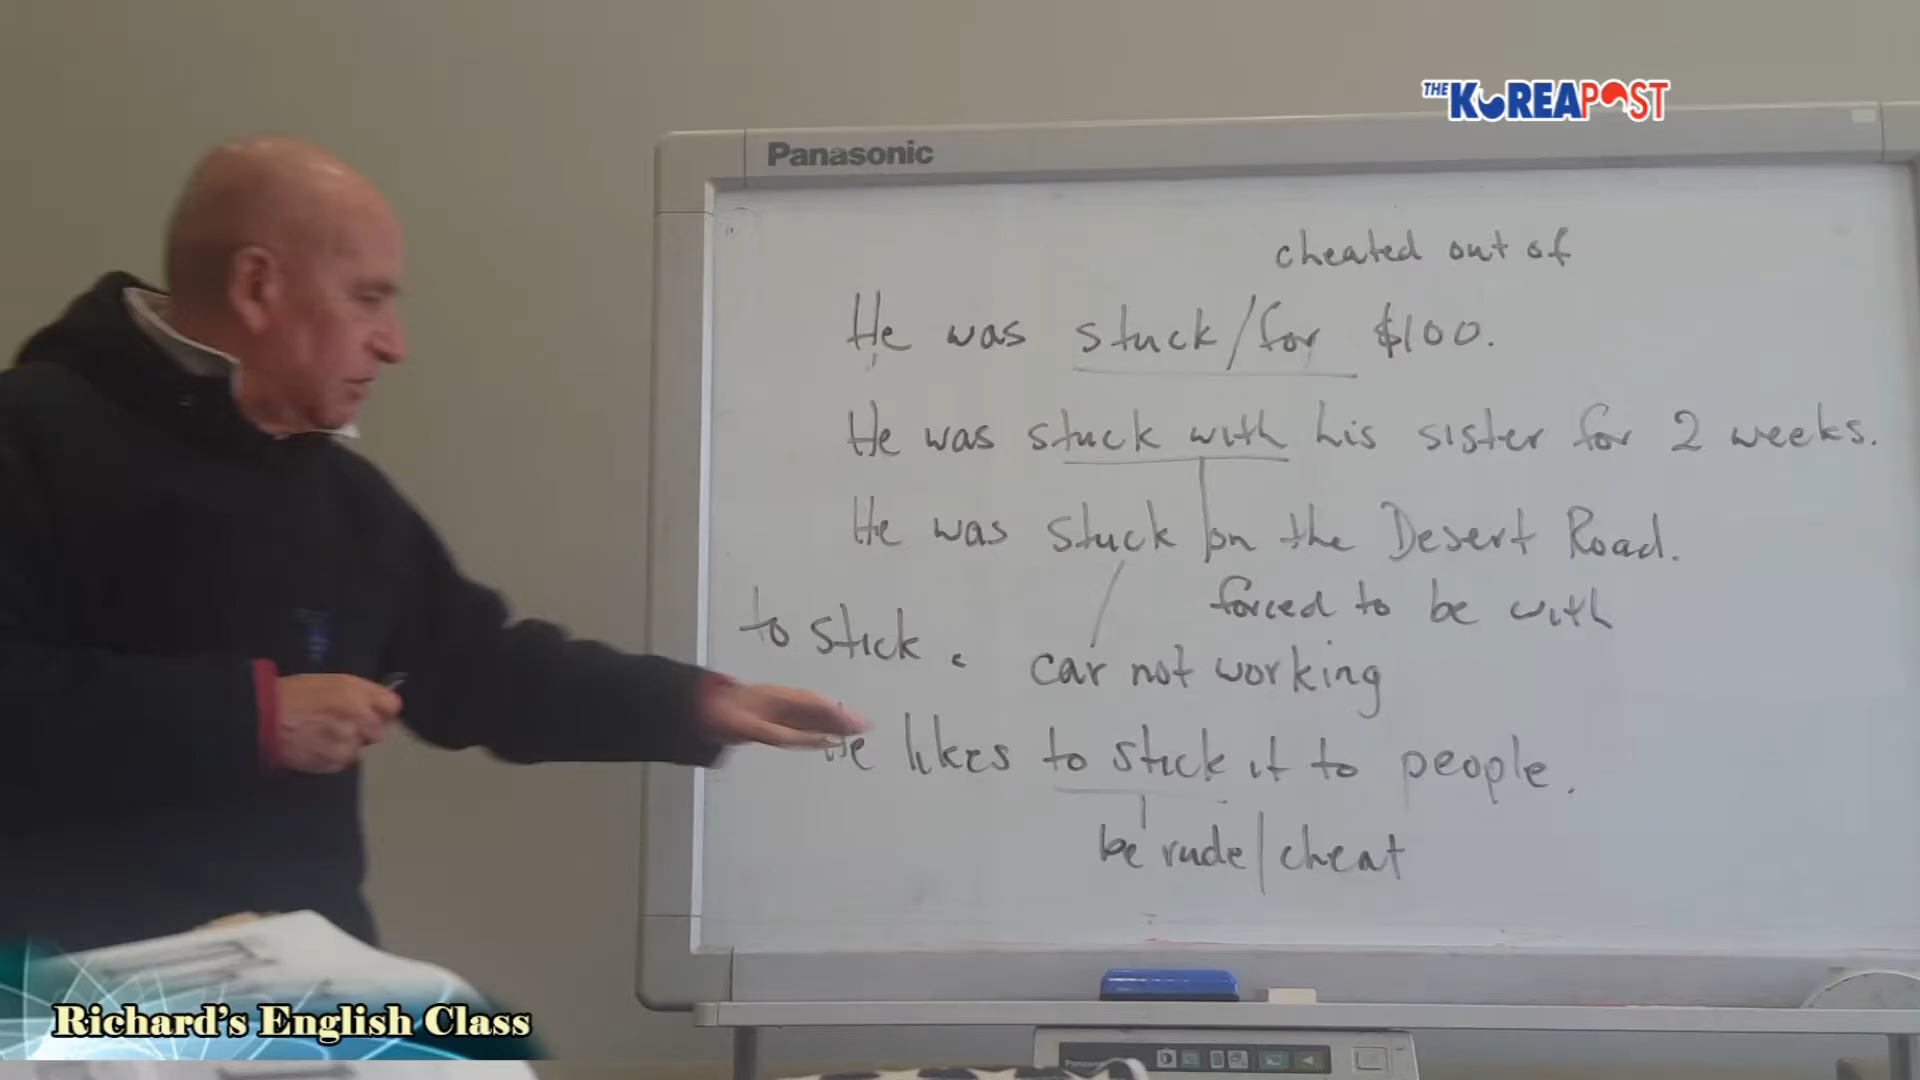 THE KOREAPOST
Panasonic
cheated out of
He was stuck/for $100.
He was stuck with his sister for 2 weeks.
He was stuck on the Desert Road.
forced to be with
to stick.
car not working
He likes to stick it to people.
be rude/cheat
Richard's English Class
Panasonic